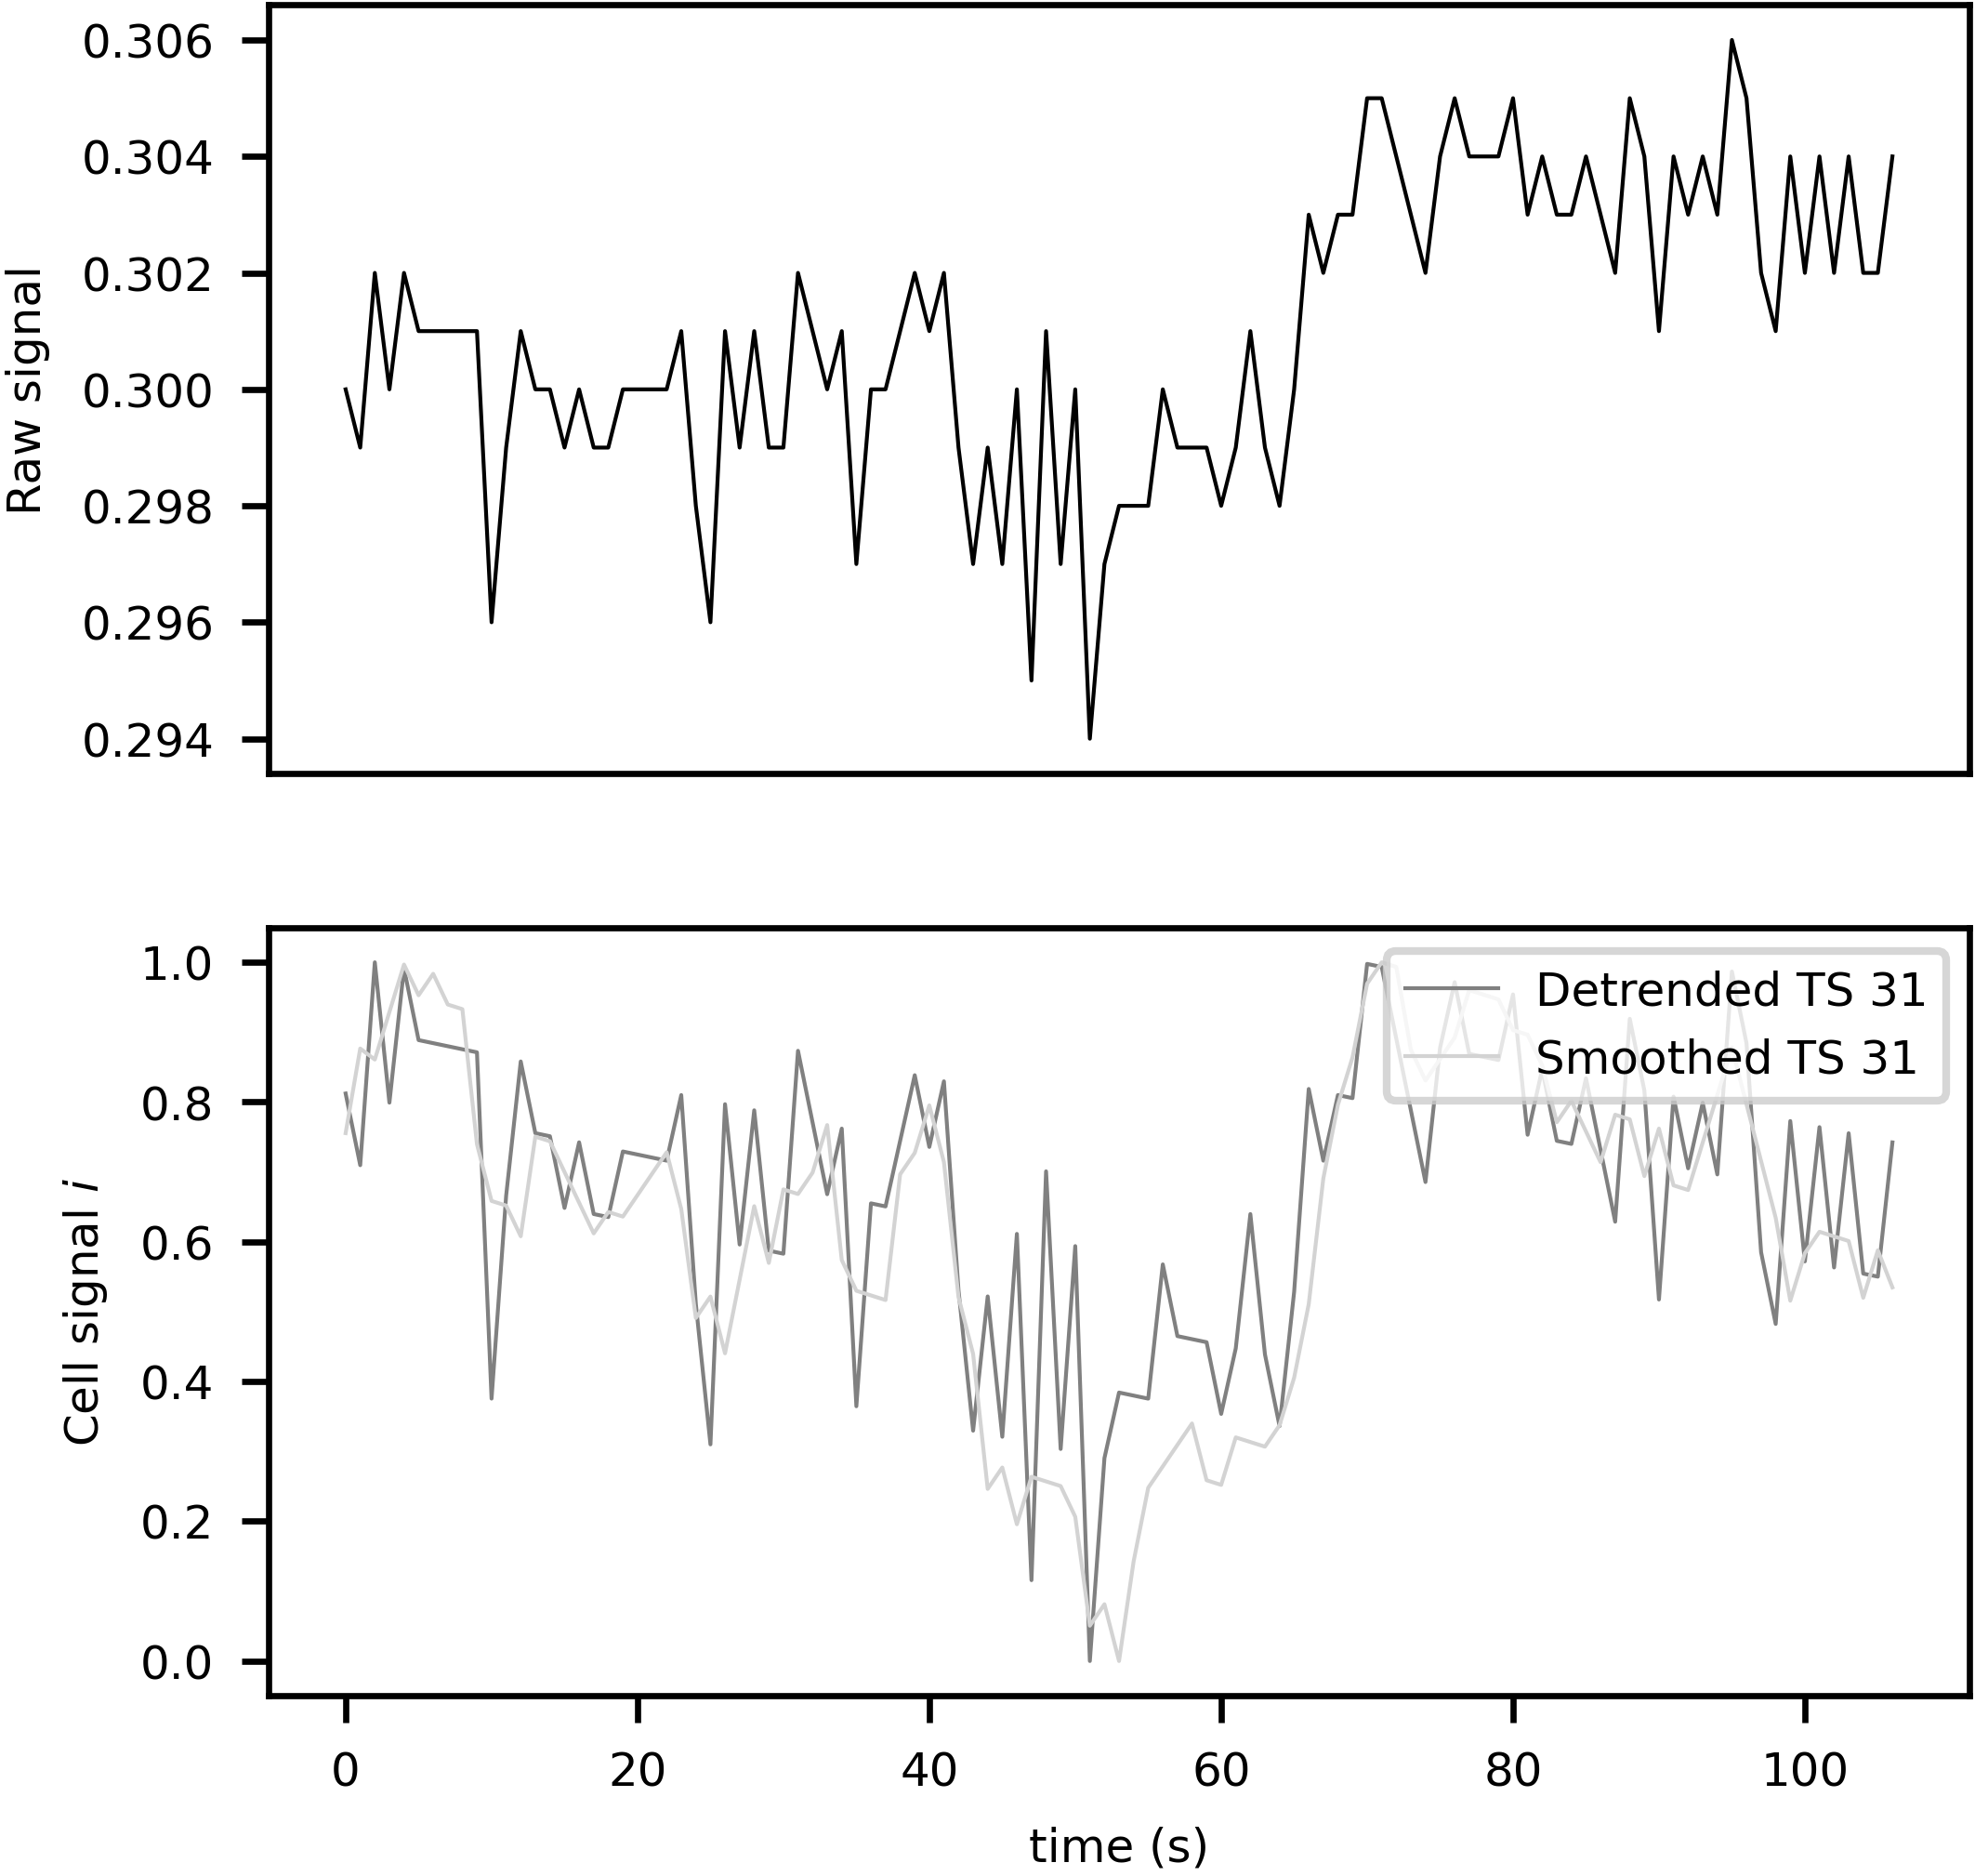 Raw signal
0.306
0.304
0.302
0.300
0.298
0.296
0.294
Cell signal i
1.0
0.8
0.6
0.4
0.2
0.0
Detrended TS 31
Smoothed TS 31
0 20 40 60 80 100
time (s)